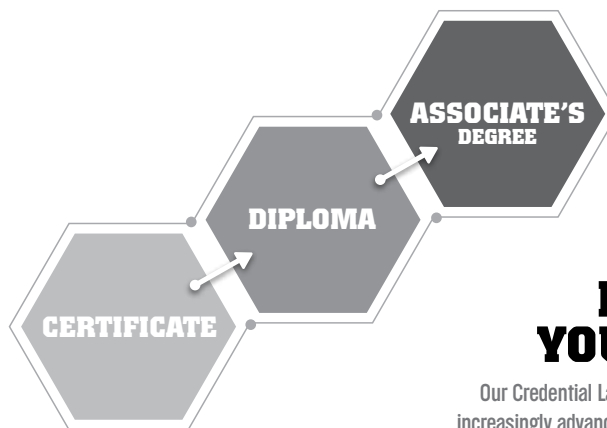 ASSOCIATE’S
DEGREE
DIPLOMA
CERTIFICATE
Our Credential
increasingly